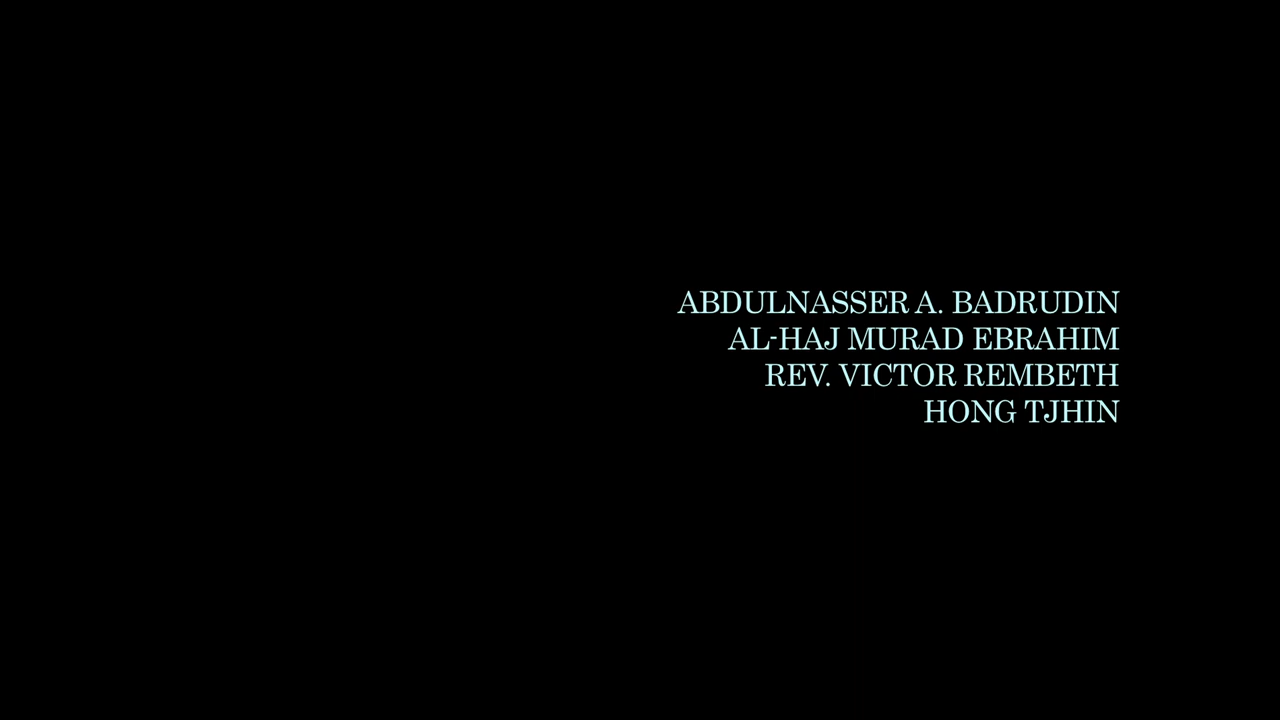 ABDULNASSER A. BADRUDIN
AL-HAJ MURAD EBRAHIM
REV. VICTOR REMBETH
HONG TJHIN